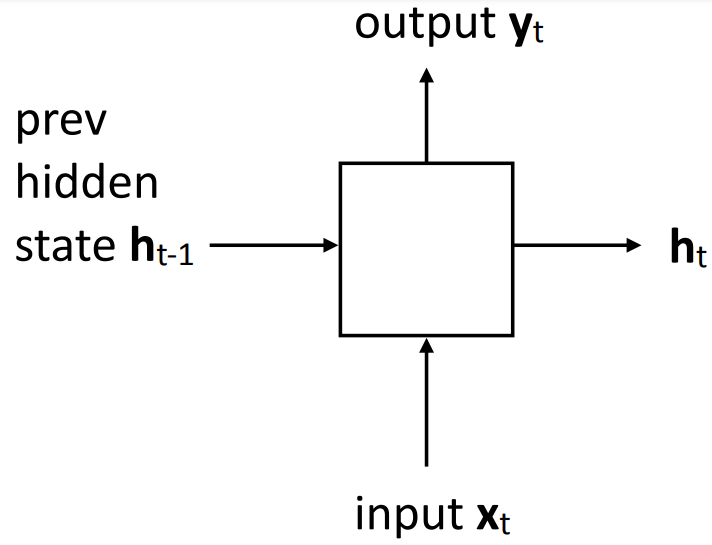 output yt
prev
hidden
state ht-1
ht
input xt